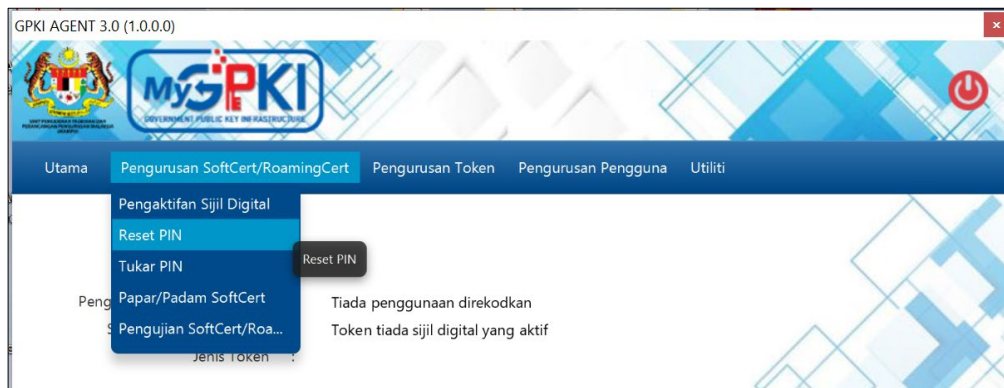 GPKI AGENT 3.0 (1.0.0.0)
MyGPKI
GOVERNMENT PUBLIC KEY INFRASTRUCTURE
Utama Pengurusan SoftCert/RoamingCert Pengurusan Token Pengurusan Pengguna Utiliti
Pengaktifan Sijil Digital
Reset PIN
Reset PIN
Tukar PIN
Peng
Papar/Padam SoftCert
Tiada penggunaan direkodkan
Pengujian SoftCert/Roa...
Token tiada sijil digital yang aktif
Jenis Token :